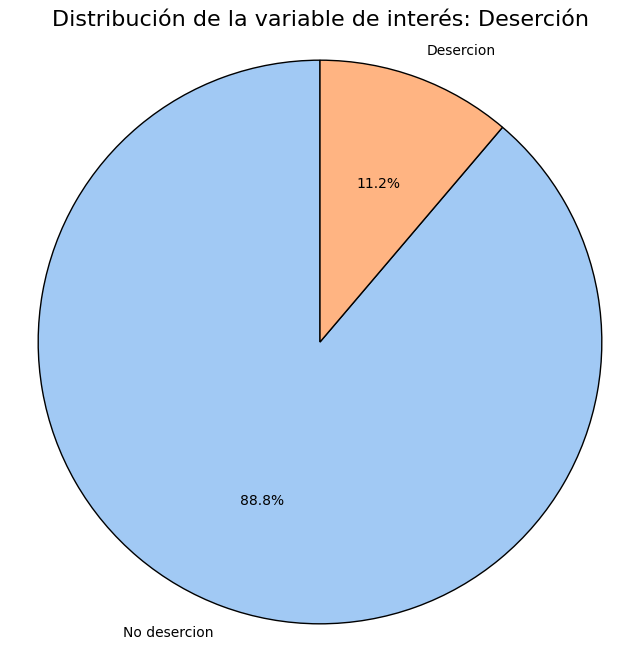 Distribución de la variable de interés: Deserción
Desercion
11.2%
88.8%
No desercion